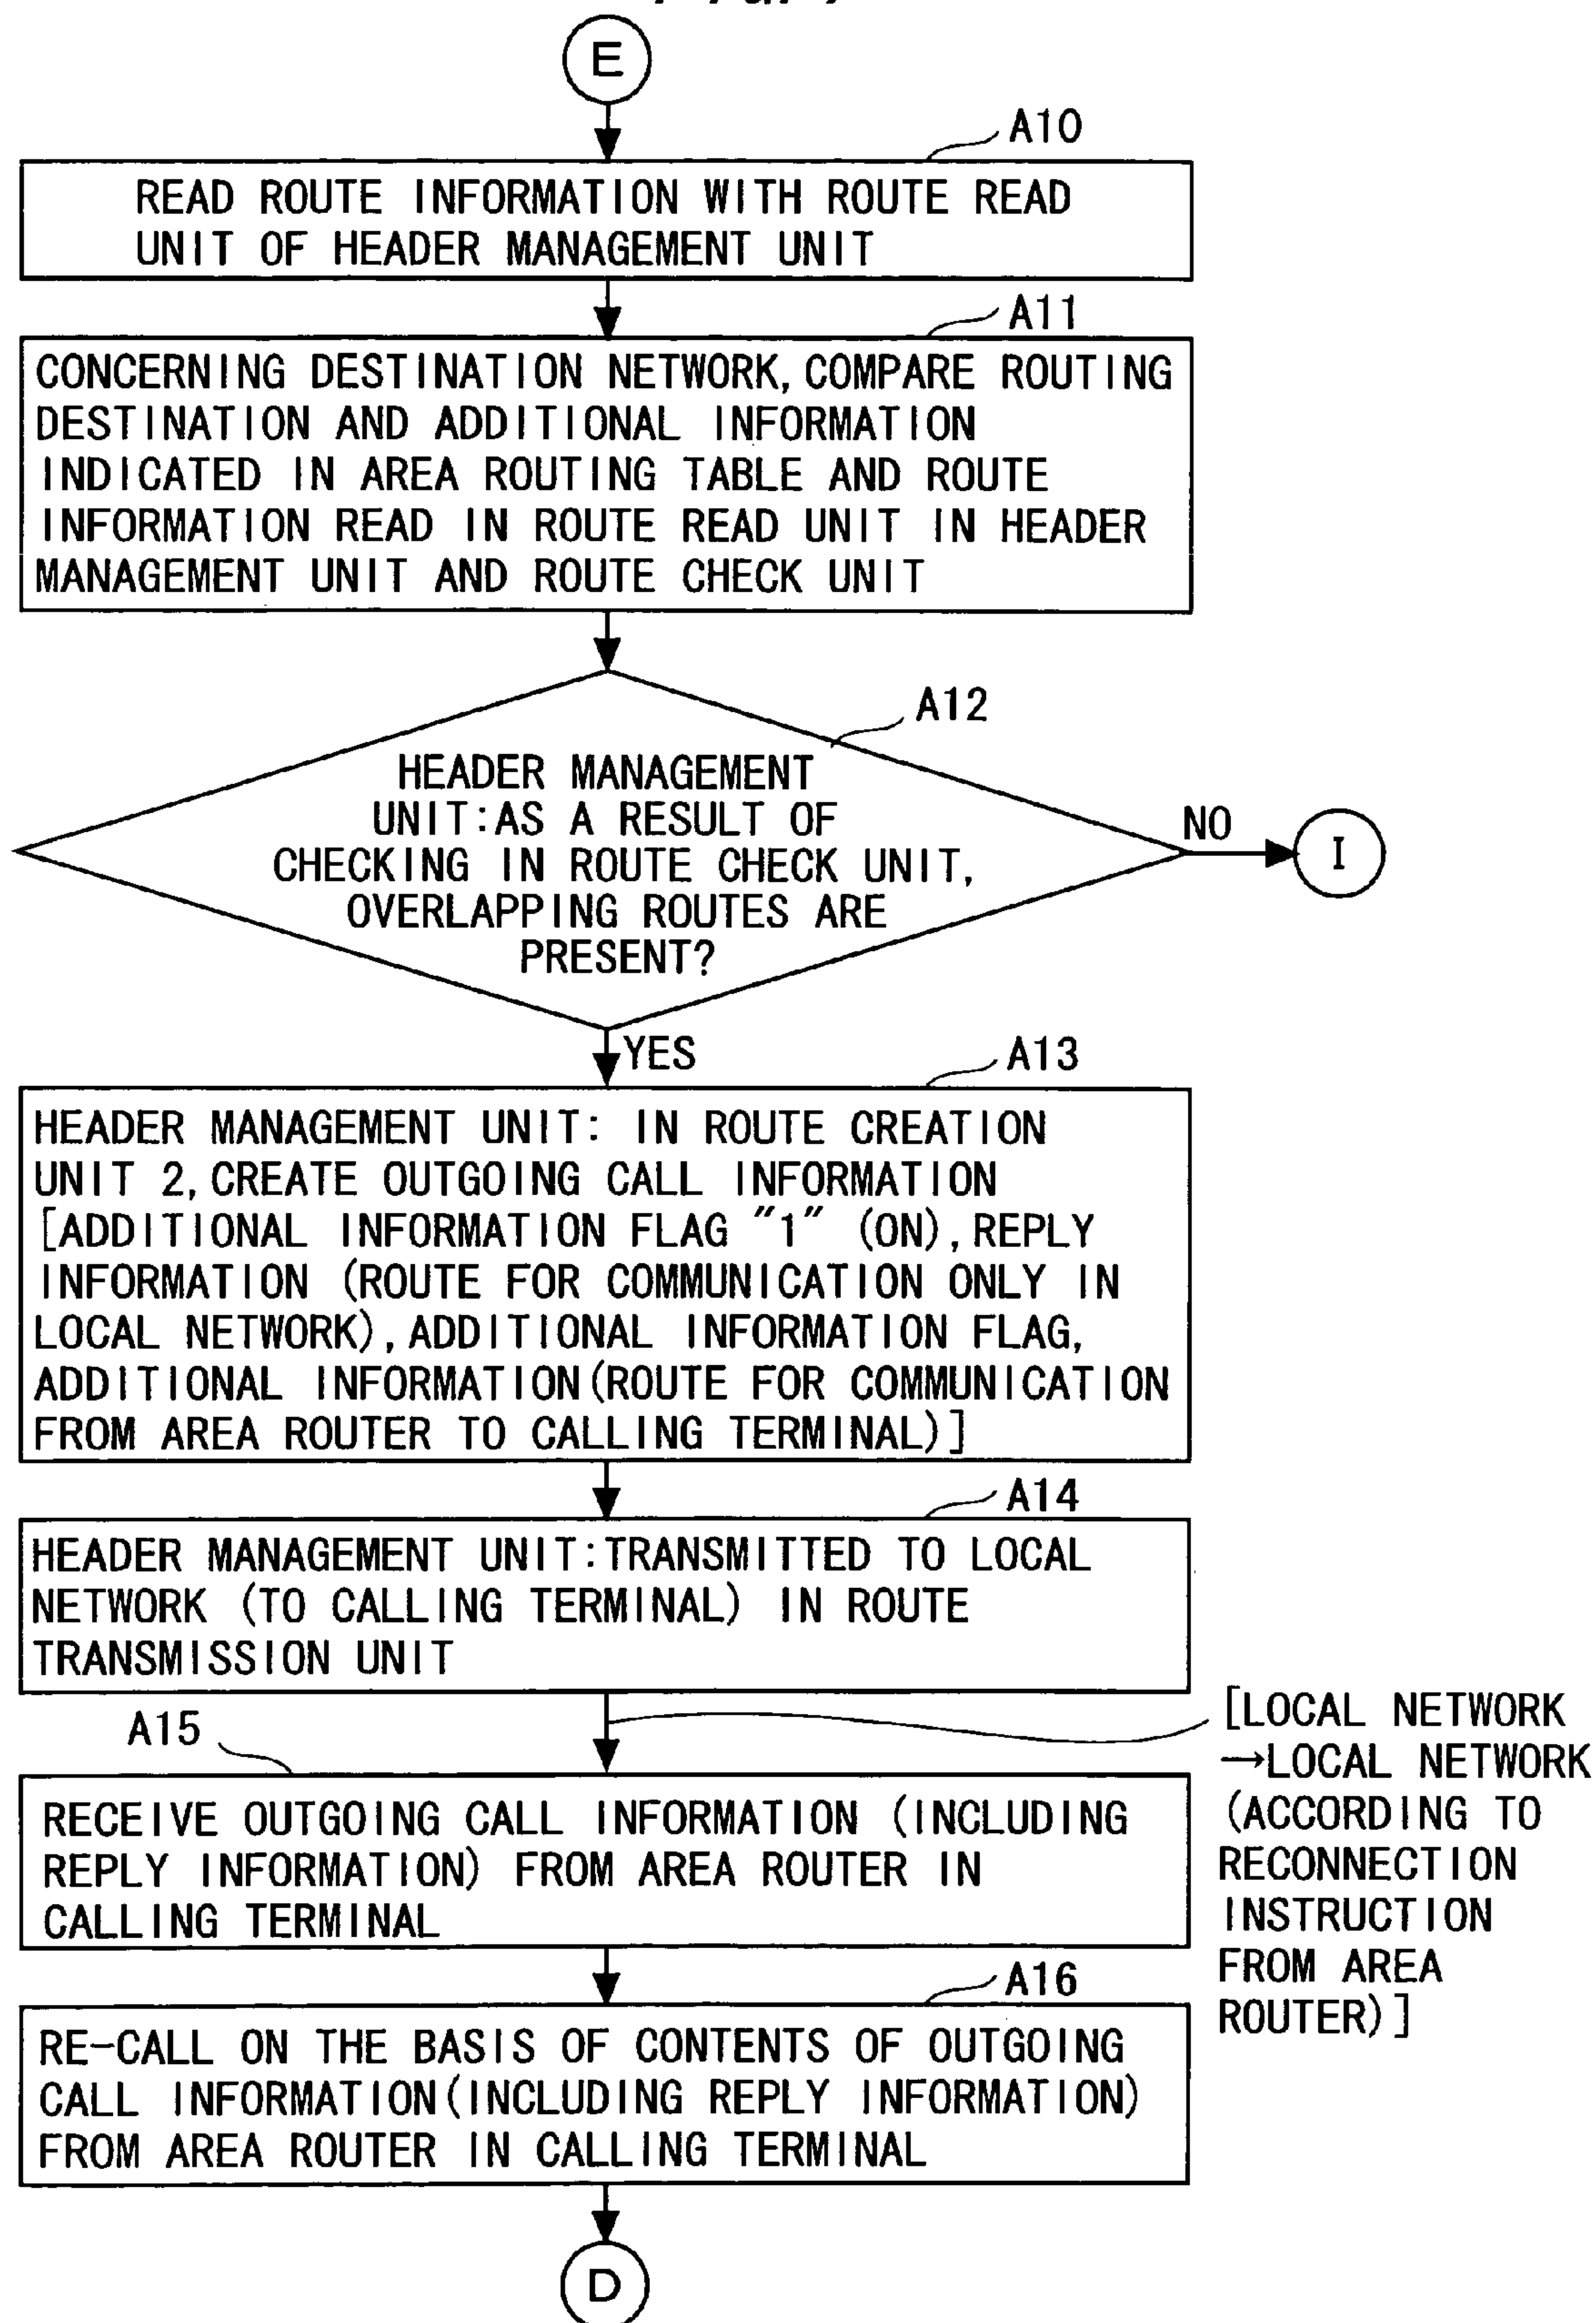 E
A10
READ ROUTE INFORMATION WITH ROUTE READ
UNIT OF HEADER MANAGEMENT UNIT
A11
CONCERNING DESTINATION NETWORK, COMPARE ROUTING
DESTINATION AND ADDITIONAL INFORMATION
INDICATED IN AREA ROUTING TABLE AND ROUTE
INFORMATION READ IN ROUTE READ UNIT IN HEADER
MANAGEMENT UNIT AND ROUTE CHECK UNIT
A12
HEADER MANAGEMENT
UNIT:AS A RESULT OF
CHECKING IN ROUTE CHECK UNIT,
OVERLAPPING ROUTES ARE
PRESENT?
NO
I
YES
A13
HEADER MANAGEMENT UNIT: IN ROUTE CREATION
UNIT 2, CREATE OUTGOING CALL INFORMATION
[ADDITIONAL INFORMATION FLAG "1" (ON), REPLY
INFORMATION (ROUTE FOR COMMUNICATION ONLY IN
LOCAL NETWORK), ADDITIONAL INFORMATION FLAG,
ADDITIONAL INFORMATION(ROUTE FOR COMMUNICATION
FROM AREA ROUTER TO CALLING TERMINAL)]
A14
HEADER MANAGEMENT UNIT:TRANSMITTED TO LOCAL
NETWORK (TO CALLING TERMINAL) IN ROUTE
TRANSMISSION UNIT
[LOCAL NETWORK
→LOCAL NETWORK
(ACCORDING TO
RECONNECTION
INSTRUCTION
FROM AREA
ROUTER)]
A15
RECEIVE OUTGOING CALL INFORMATION (INCLUDING
REPLY INFORMATION) FROM AREA ROUTER IN
CALLING TERMINAL
A16
RE-CALL ON THE BASIS OF CONTENTS OF OUTGOING
CALL INFORMATION(INCLUDING REPLY INFORMATION)
FROM AREA ROUTER IN CALLING TERMINAL
D